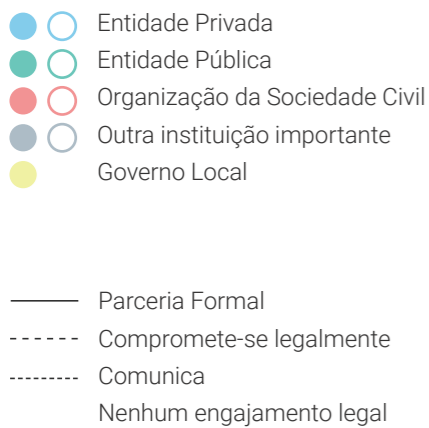 Entidade Privada
Entidade Pública
Organização da Sociedade Civil
Outra instituição importante
Governo Local
Parceria Formal
Compromete-se legalmente
Comunica
Nenhum engajamento legal